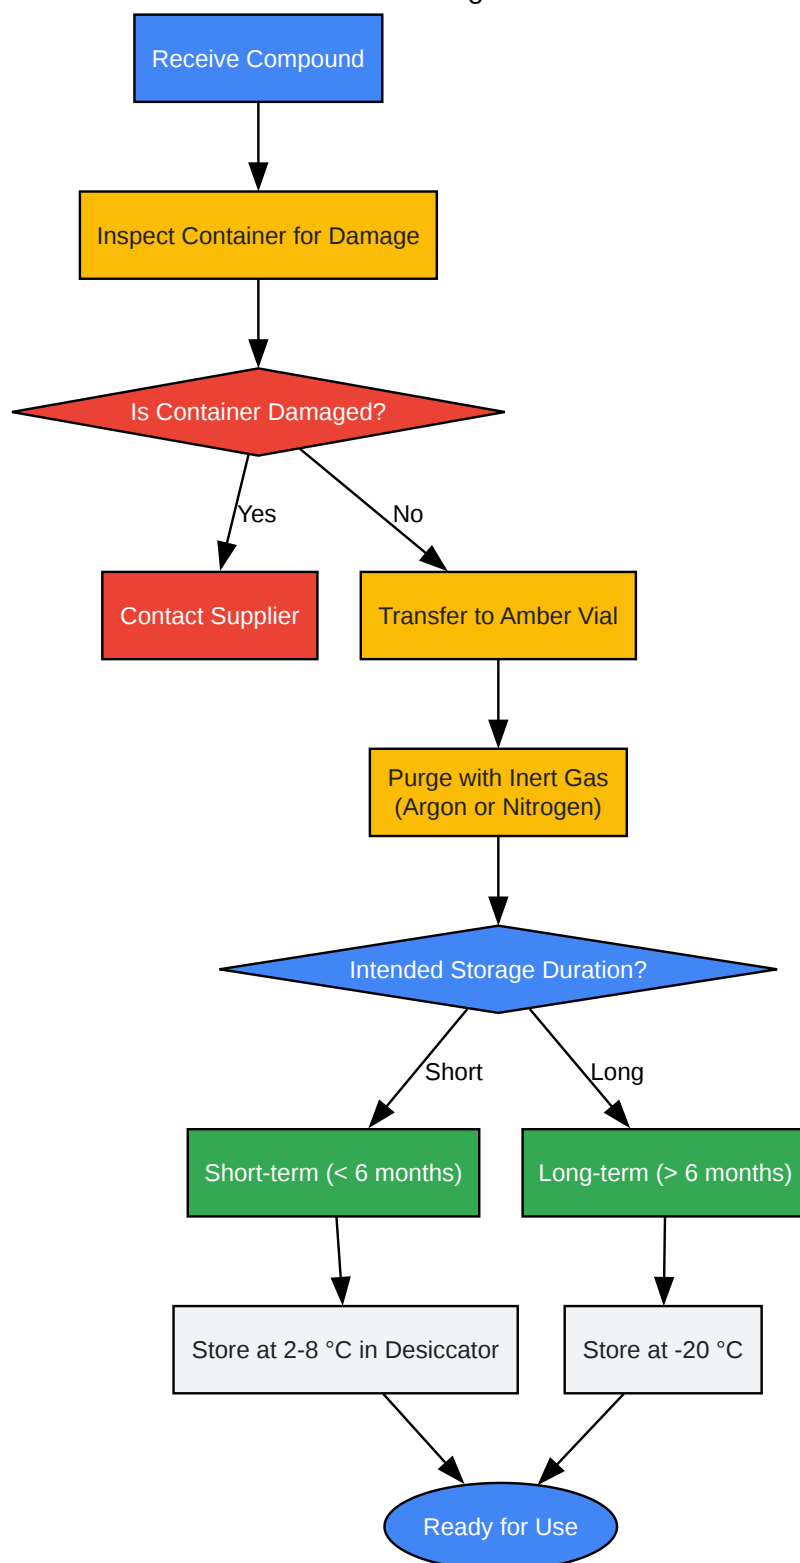 Receive Compound
Inspect Container for Damage
Is Container Damaged?
Yes
No
Contact Supplier
Transfer to Amber Vial
Purge with Inert Gas
(Argon or Nitrogen)
Intended Storage Duration?
Short
Long
Short-term (< 6 months)
Long-term (> 6 months)
Store at 2-8 °C in Desiccator
Store at -20 °C
Ready for Use